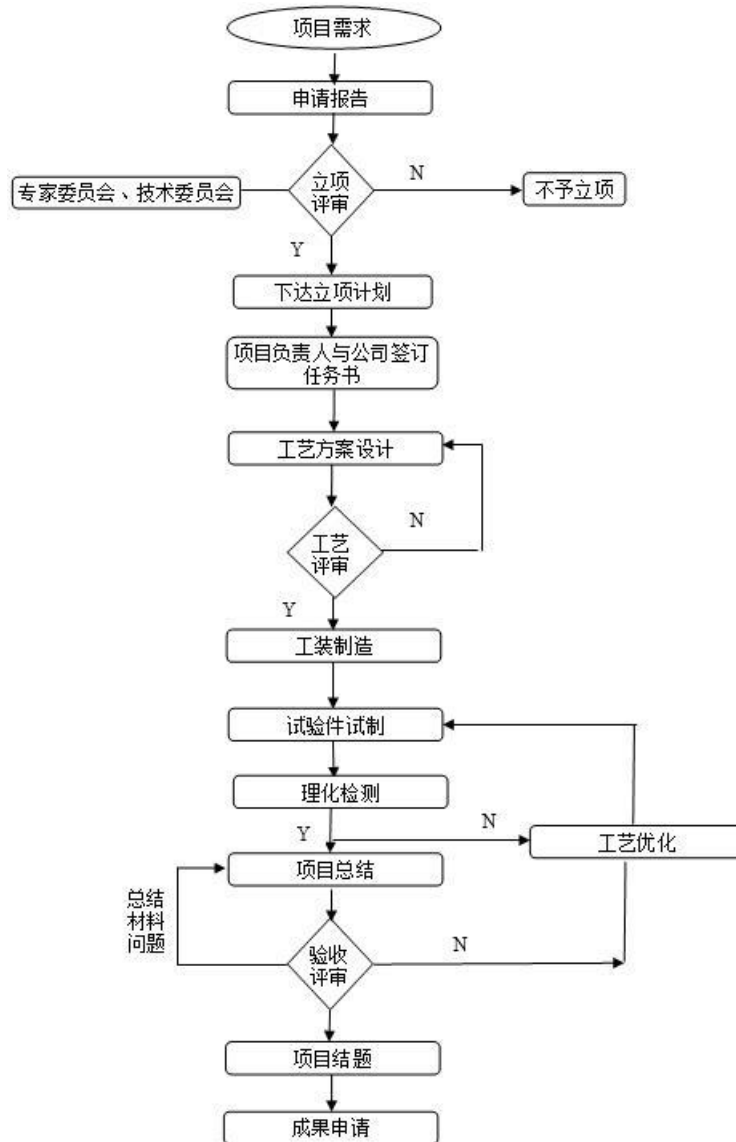 项目需求
申请报告
专家委员会、技术委员会
立项
评审
N
不予立项
Y
下达立项计划
项目负责人与公司签订
任务书
工艺方案设计
N
工艺
评审
Y
工装制造
试验件试制
理化检测
Y
N
工艺优化
项目总结
总结
材料
问题
验收
评审
N
项目结题
成果申请